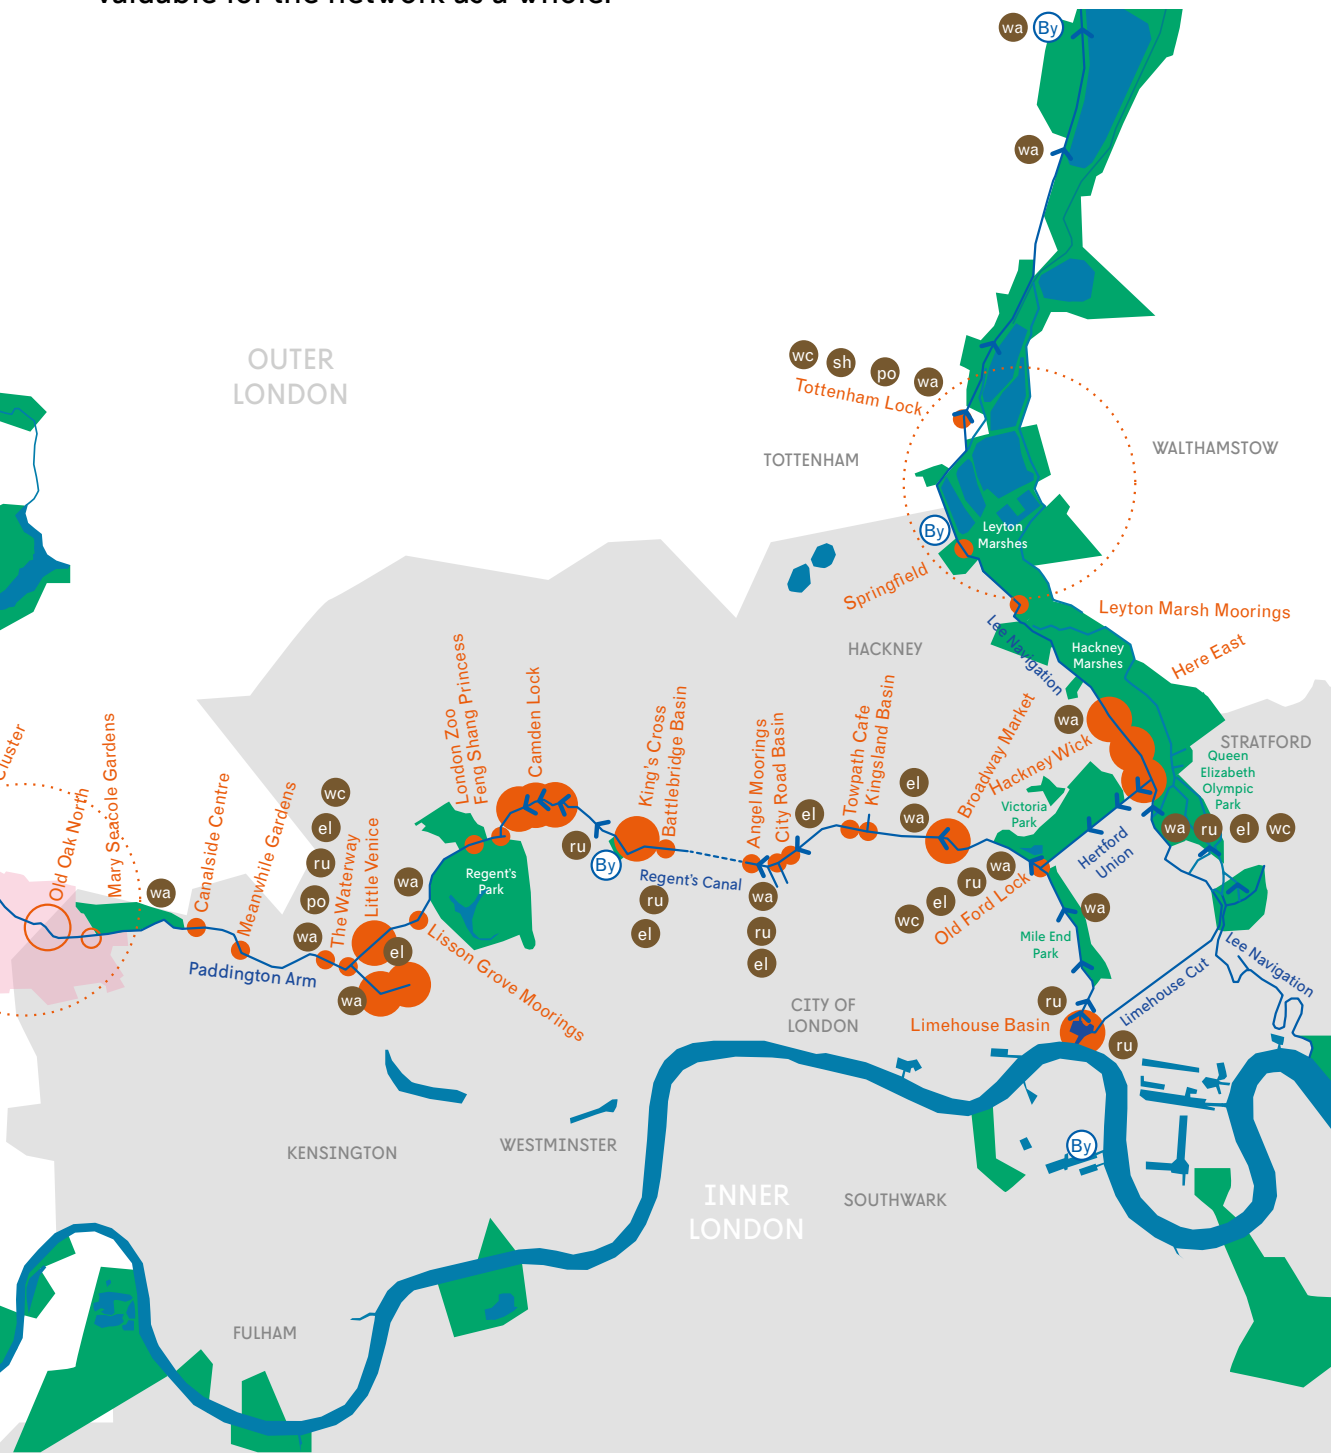 valuable for the network as a whole.
wa
By
wa
OUTER
LONDON
wc
sh
po
wa
Tottenham Lock
TOTTENHAM
WALTHAMSTOW
By
Leyton
Marshes
Springfield
Leyton Marsh Moorings
Lee Navigation
HACKNEY
Hackney
Marshes
Here East
wa
STRATFORD
Queen
Elizabeth
Olympic
Park
wa
ru
el
wc
Hackney Wick
Victoria
Park
Hertford
Union
Broadway Market
el
wa
Kingsland Basin
Towpath Cafe
el
City Road Basin
Angel Moorings
wa
ru
el
Regent's Canal
Battlebridge Basin
King's Cross
ru
By
ru
el
Camden Lock
Feng Shang Princess
London Zoo
Regent's
Park
wa
Lisson Grove Moorings
Little Venice
The Waterway
wc
el
ru
po
wa
el
wa
Paddington Arm
Meanwhile Gardens
Canalside Centre
wa
Mary Seacole Gardens
Old Oak North
Cluster
wa
ru
el
wc
Old Ford Lock
wa
Mile End
Park
Lee Navigation
Limehouse Cut
ru
Limehouse Basin
ru
CITY OF
LONDON
KENSINGTON
WESTMINSTER
By
INNER
LONDON
SOUTHWARK
FULHAM